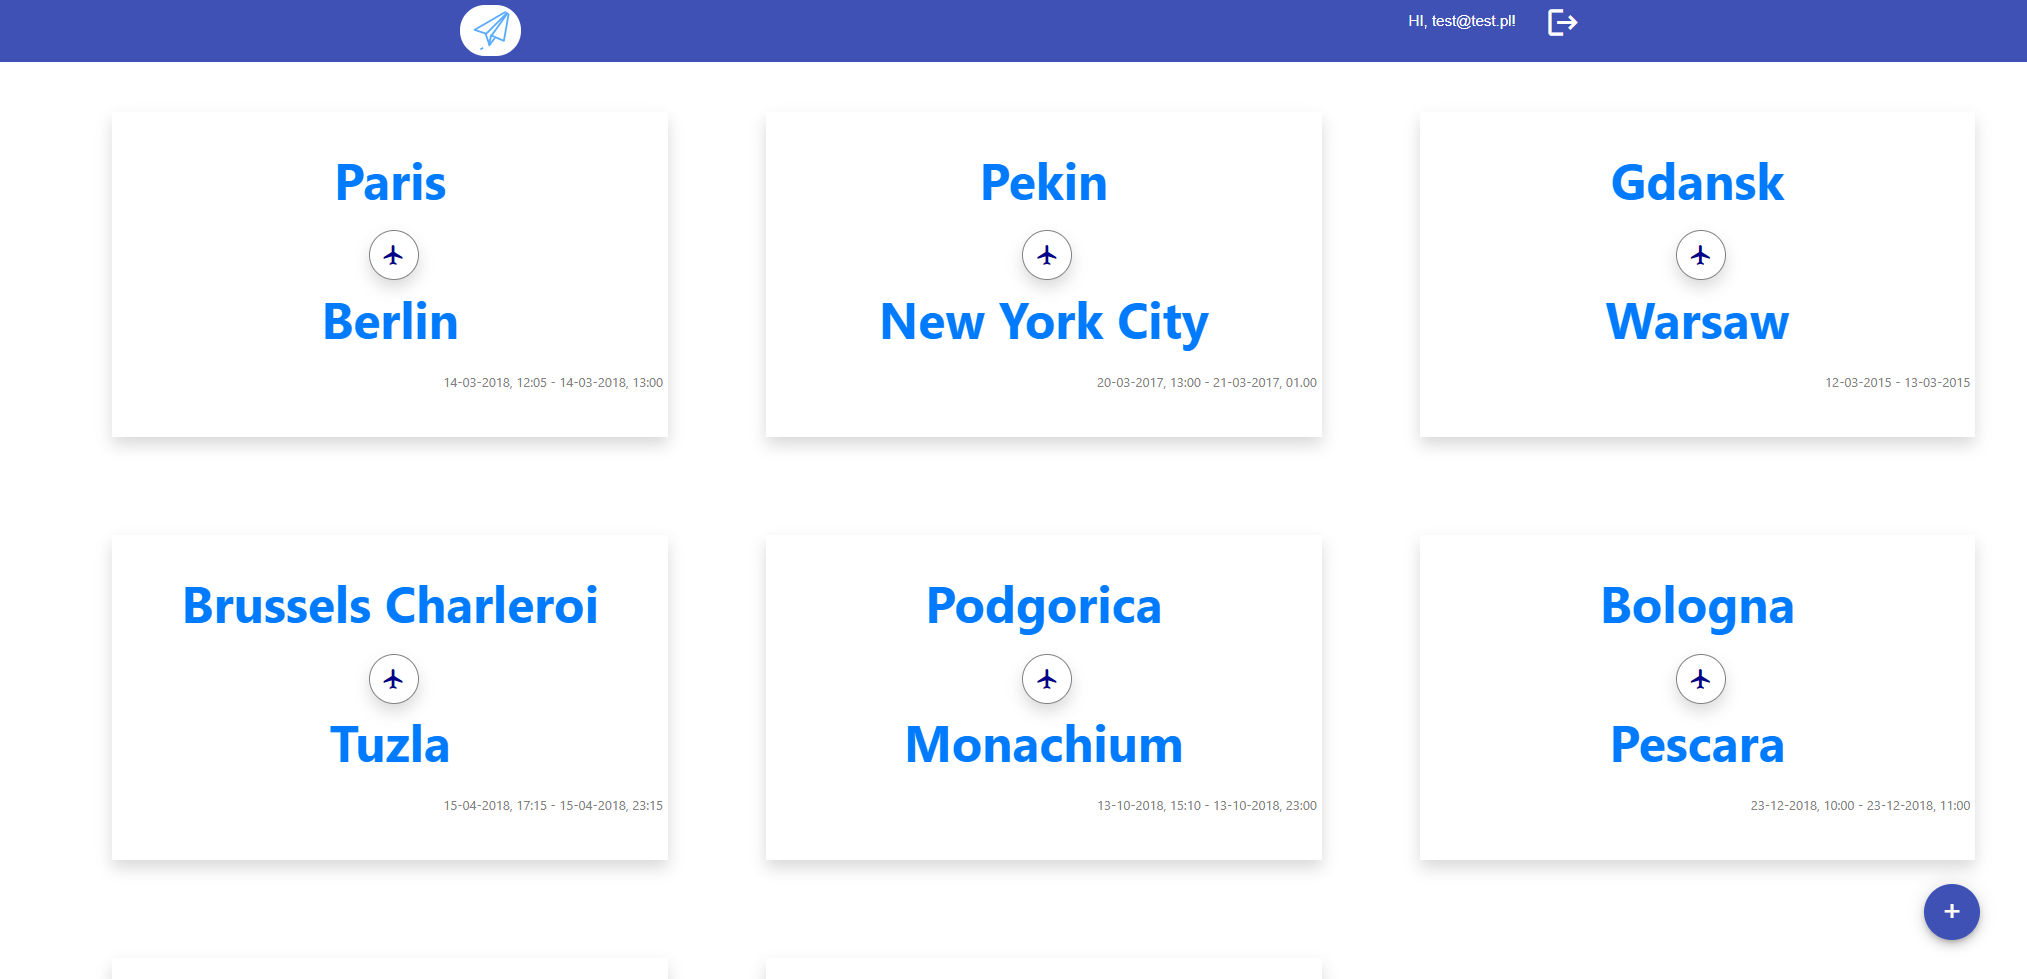 HI, test@test.pl!
Paris
Berlin
14-03-2018, 12:05 - 14-03-2018, 13:00
Pekin
New York City
20-03-2017, 13:00 - 21-03-2017, 01.00
Gdansk
Warsaw
12-03-2015 - 13-03-2015
Brussels Charleroi
Tuzla
15-04-2018, 17:15 - 15-04-2018, 23:15
Podgorica
Monachium
13-10-2018, 15:10 - 13-10-2018, 23:00
Bologna
Pescara
23-12-2018, 10:00 - 23-12-2018, 11:00
+